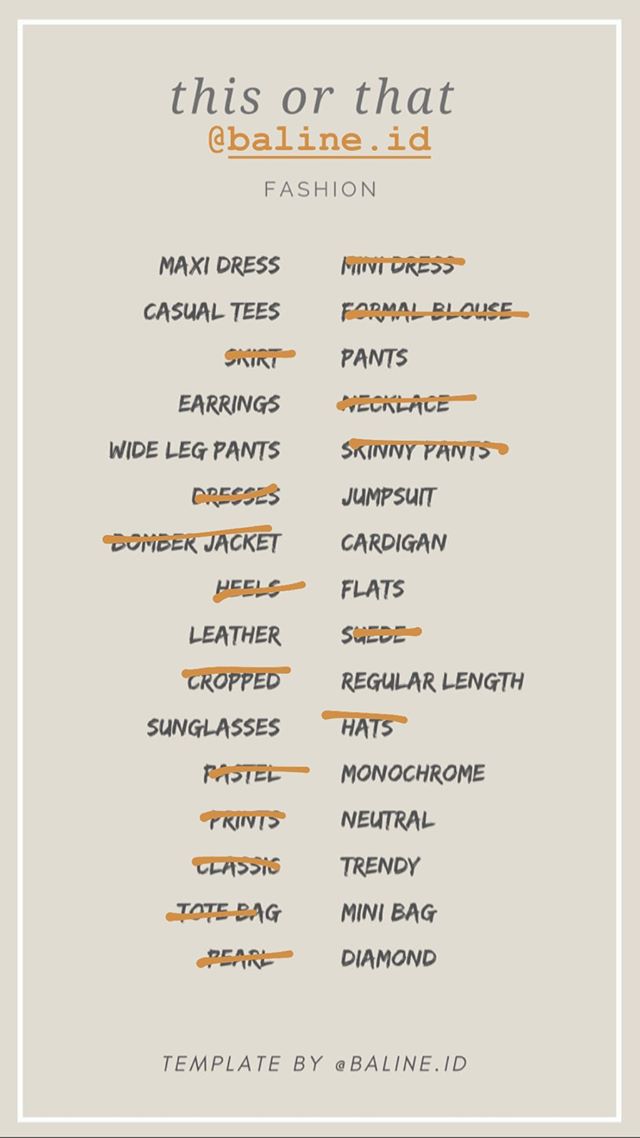 this or that
@baline.id
FASHION
MAXI DRESS MINI DRESS
CASUAL TEES FORMAL BLOUSE
SKIRT PANTS
EARRINGS NECKLACE
WIDE LEG PANTS SKINNY PANTS
DRESSES JUMPSUIT
BOMBER JACKET CARDIGAN
HEELS FLATS
LEATHER SUEDE
CROPPED REGULAR LENGTH
SUNGLASSES HATS
PASTEL MONOCHROME
PRINTS NEUTRAL
CLASSIC TRENDY
TOTE BAG MINI BAG
PEARL DIAMOND
TEMPLATE BY @BALINE.ID